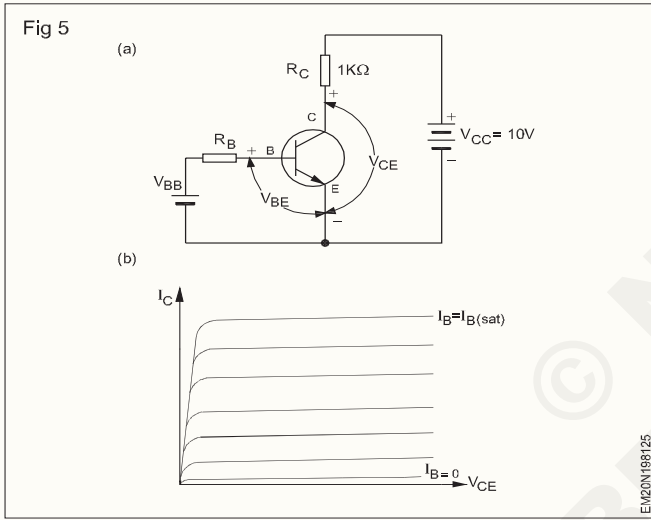 Fig 5
(a)
R_C 1KΩ
+
C
+
V_CC = 10V
−
R_B
+
B
V_CE
V_BB
V_BE
E
−
(b)
I_C
I_B=I_B(sat)
I_B=0
V_CE
EM20N198125
©